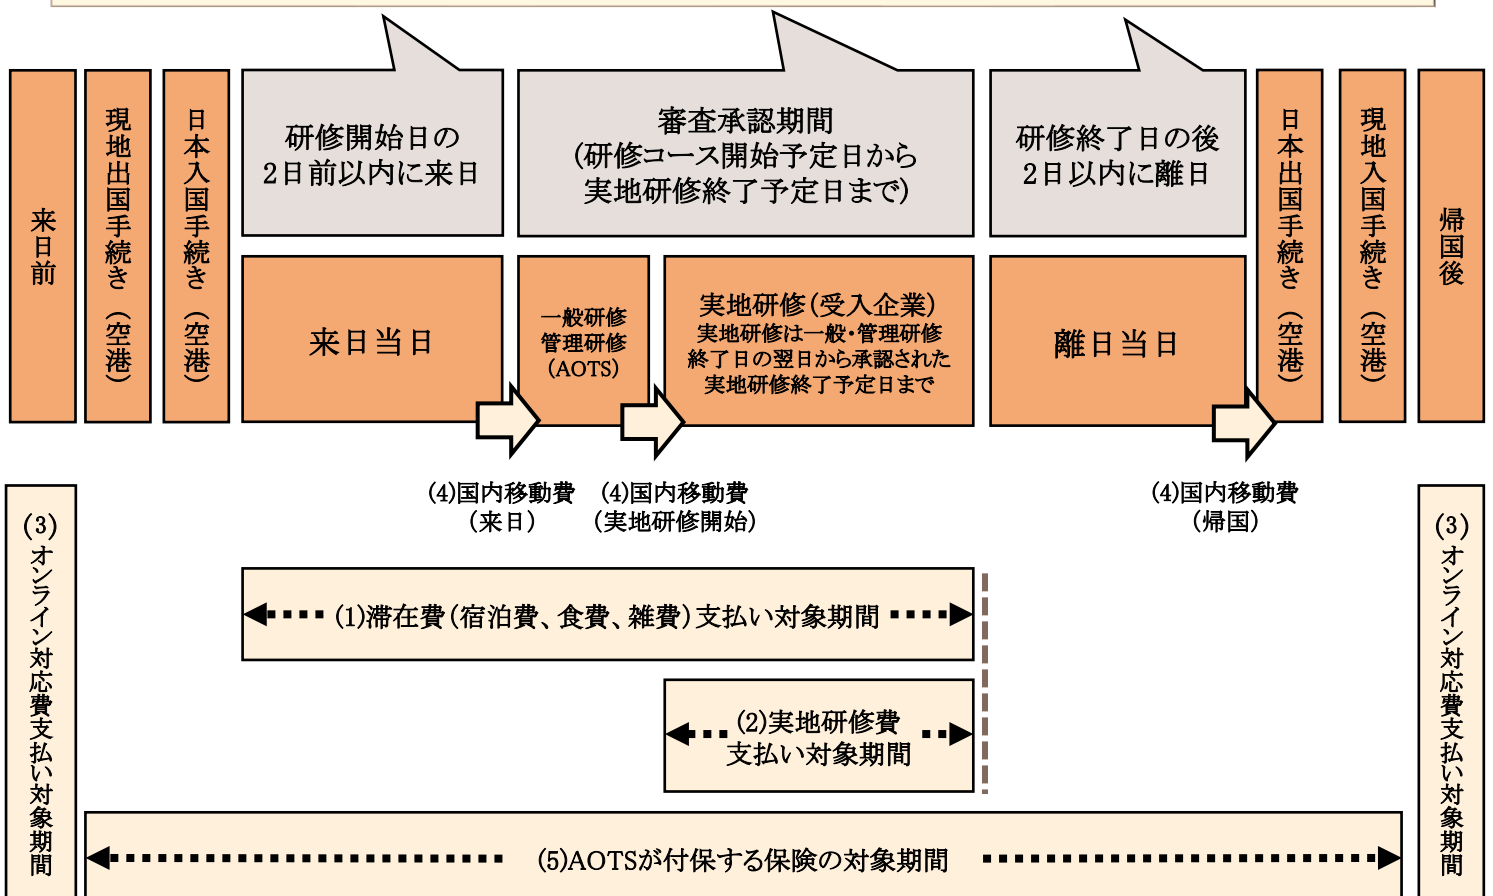 来日前
現地出国手続き（空港）
日本入国手続き（空港）
研修開始日の
2日前以内に来日
審査承認期間
(研修コース開始予定日から
実地研修終了予定日まで)
研修終了日の後
2日以内に離日
日本出国手続き（空港）
現地入国手続き（空港）
帰国後
来日当日
一般研修
管理研修
(AOTS)
実地研修(受入企業)
実地研修は一般・管理研修
終了日の翌日から承認された
実地研修終了予定日まで
離日当日
(4)国内移動費
(来日)
(4)国内移動費
(実地研修開始)
(4)国内移動費
(帰国)
(3)オンライン対応費支払い対象期間
(1)滞在費(宿泊費、食費、雑費)支払い対象期間
(2)実地研修費
支払い対象期間
(5)AOTSが付保する保険の対象期間
(3)オンライン対応費支払い対象期間